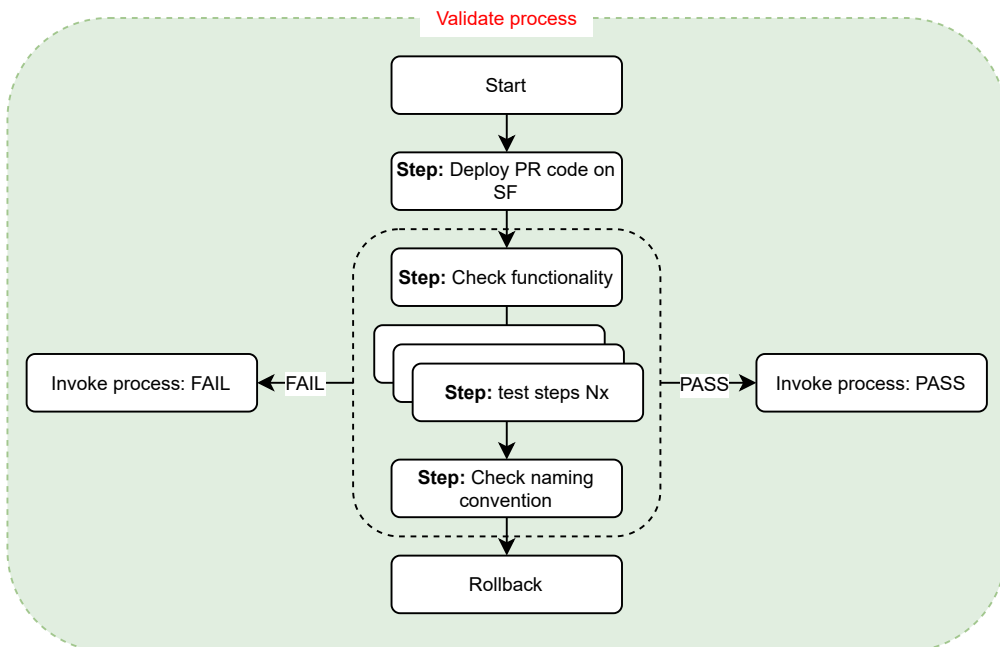 Validate process
Start
Step: Deploy PR code on
SF
Step: Check functionality
Invoke process: FAIL
FAIL
Step: test steps Nx
PASS
Invoke process: PASS
Step: Check naming
convention
Rollback